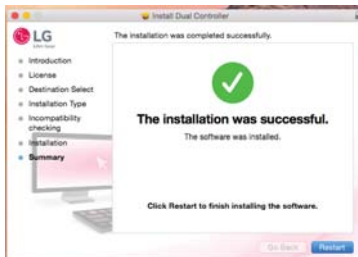 Install Dual Controller
LG
The installation was completed successfully.
Introduction
License
Destination Select
Installation Type
Incompatibility
checking
Installation
Summary
The installation was successful.
The software was installed.
Click Restart to finish installing the software.
Go Back
Restart